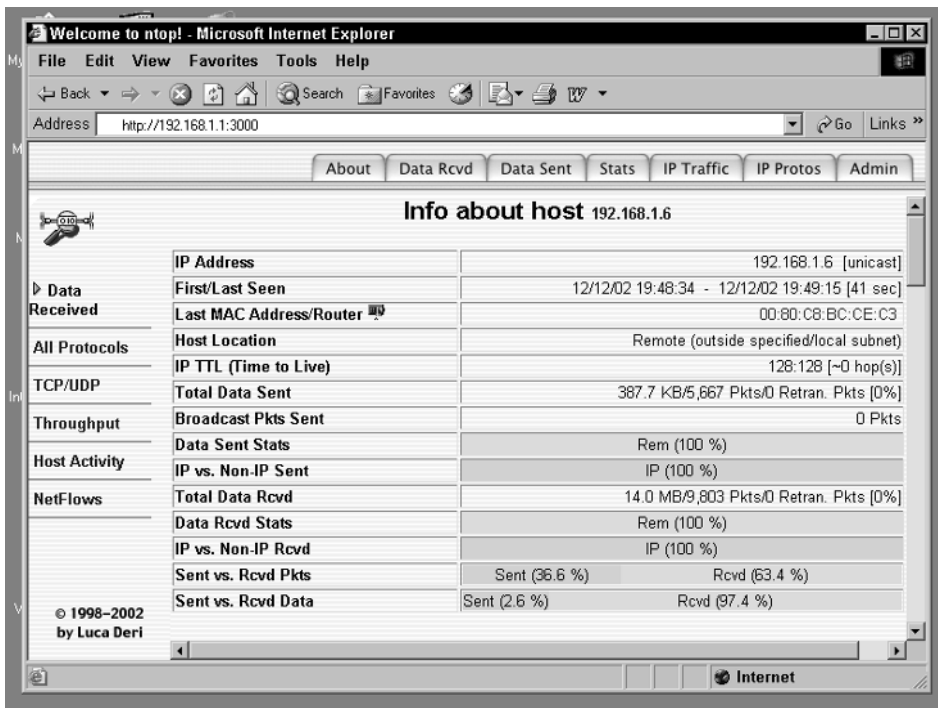 Welcome to ntop! - Microsoft Internet Explorer
File Edit View Favorites Tools Help
Back Search Favorites
Address http://192.168.1.1:3000 Go Links »
About Data Rcvd Data Sent Stats IP Traffic IP Protos Admin
Info about host 192.168.1.6
Data Received
All Protocols
TCP/UDP
Throughput
Host Activity
NetFlows
© 1998–2002
by Luca Deri
IP Address 192.168.1.6 [unicast]
First/Last Seen 12/12/02 19:48:34 - 12/12/02 19:49:15 [41 sec]
Last MAC Address/Router 00:80:C8:BC:CE:C3
Host Location Remote (outside specified/local subnet)
IP TTL (Time to Live) 128:128 [~0 hop(s)]
Total Data Sent 387.7 KB/5,667 Pkts/0 Retran. Pkts [0%]
Broadcast Pkts Sent 0 Pkts
Data Sent Stats Rem (100 %)
IP vs. Non-IP Sent IP (100 %)
Total Data Rcvd 14.0 MB/9,803 Pkts/0 Retran. Pkts [0%]
Data Rcvd Stats Rem (100 %)
IP vs. Non-IP Rcvd IP (100 %)
Sent vs. Rcvd Pkts Sent (36.6 %) Rcvd (63.4 %)
Sent vs. Rcvd Data Sent (2.6 %) Rcvd (97.4 %)
Internet